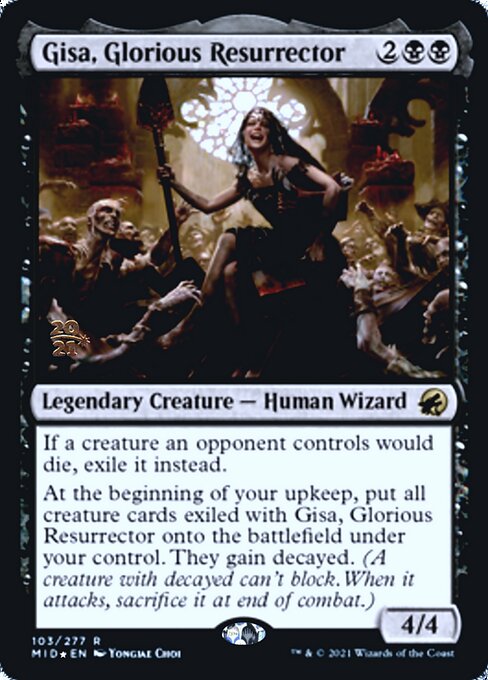 Gisa, Glorious Resurrector 2
20
21
Legendary Creature — Human Wizard
If a creature an opponent controls would
die, exile it instead.
At the beginning of your upkeep, put all
creature cards exiled with Gisa, Glorious
Resurrector onto the battlefield under
your control. They gain decayed. (A
creature with decayed can't block. When it
attacks, sacrifice it at end of combat.)
4/4
103/277 R
MID★EN Yongjae Choi
™ & © 2021 Wizards of the Coast